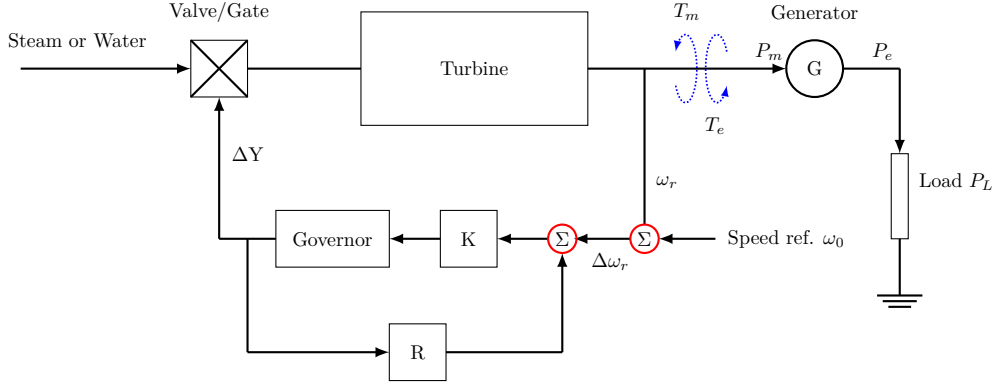 Valve/Gate
Generator
Steam or Water
Turbine
T_m
P_m
G
P_e
T_e
ΔY
ω_r
Load P_L
Governor
K
Σ
Σ
Speed ref. ω_0
Δω_r
R